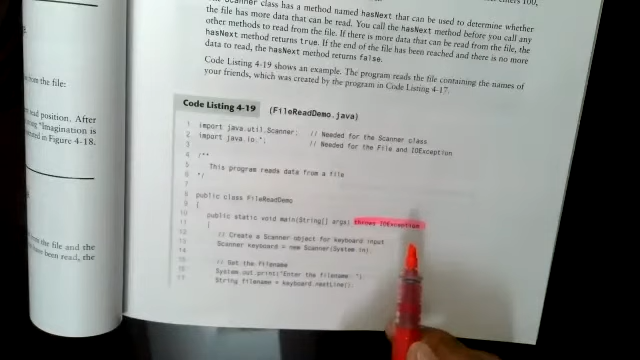 from the file:
ead position. After
ng "Imagination is
in Figure 4-18.
from the file and the
have been read, the
Scanner class has a method named hasNext that can be used to determine whether
the file has more data that can be read. You call the hasNext method before you call any
other methods to read from the file. If there is more data that can be read from the file, the
hasNext method returns true. If the end of the file has been reached and there is no more
data to read, the hasNext method returns false.
Code Listing 4-19 shows an example. The program reads the file containing the names of
your friends, which was created by the program in Code Listing 4-17.
Code Listing 4-19 (FileReadDemo.java)
1 import java.util.Scanner; // Needed for the Scanner class
2 import java.io.*; // Needed for the File and IOException
3
4 /**
5 This program reads data from a file
6 */
7
8 public class FileReadDemo
9 {
10 public static void main(String[] args) throws IOException
11 {
12 // Create a Scanner object for keyboard input
13 Scanner keyboard = new Scanner(System.in);
14
15 // Get the filename
16 System.out.print("Enter the filename: ");
17 String filename = keyboard.nextLine();